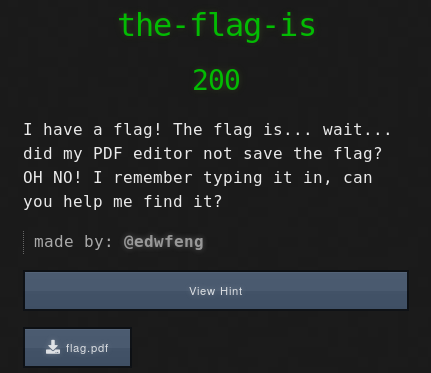 the-flag-is
200
I have a flag! The flag is... wait...
did my PDF editor not save the flag?
OH NO! I remember typing it in, can
you help me find it?
made by: @edwfeng
View Hint
flag.pdf